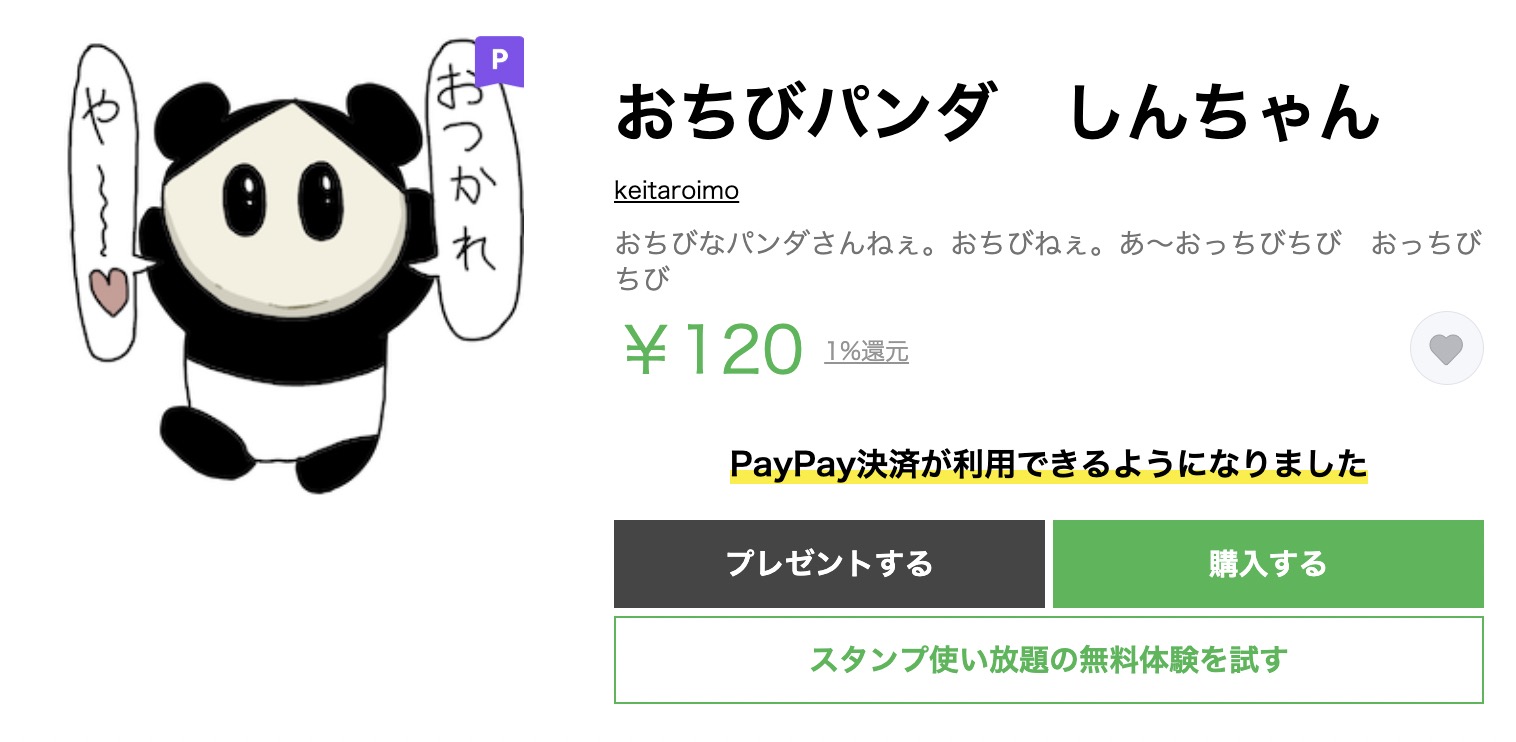 おつかれ
や〜〜
P
おちびパンダ　しんちゃん
keitaroimo
おちびなパンダさんねぇ。おちびねぇ。あ〜おっちびちび　おっちび
ちび
￥120 1%還元
PayPay決済が利用できるようになりました
プレゼントする 購入する
スタンプ使い放題の無料体験を試す